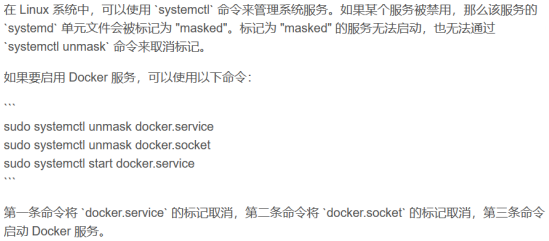 在 Linux 系统中，可以使用 `systemctl` 命令来管理系统服务。如果某个服务被禁用，那么该服务的
`systemd` 单元文件会被标记为 "masked"。标记为 "masked" 的服务无法启动，也无法通过
`systemctl unmask` 命令来取消标记。
如果要启用 Docker 服务，可以使用以下命令：
```
sudo systemctl unmask docker.service
sudo systemctl unmask docker.socket
sudo systemctl start docker.service
```
第一条命令将 `docker.service` 的标记取消，第二条命令将 `docker.socket` 的标记取消，第三条命令
启动 Docker 服务。